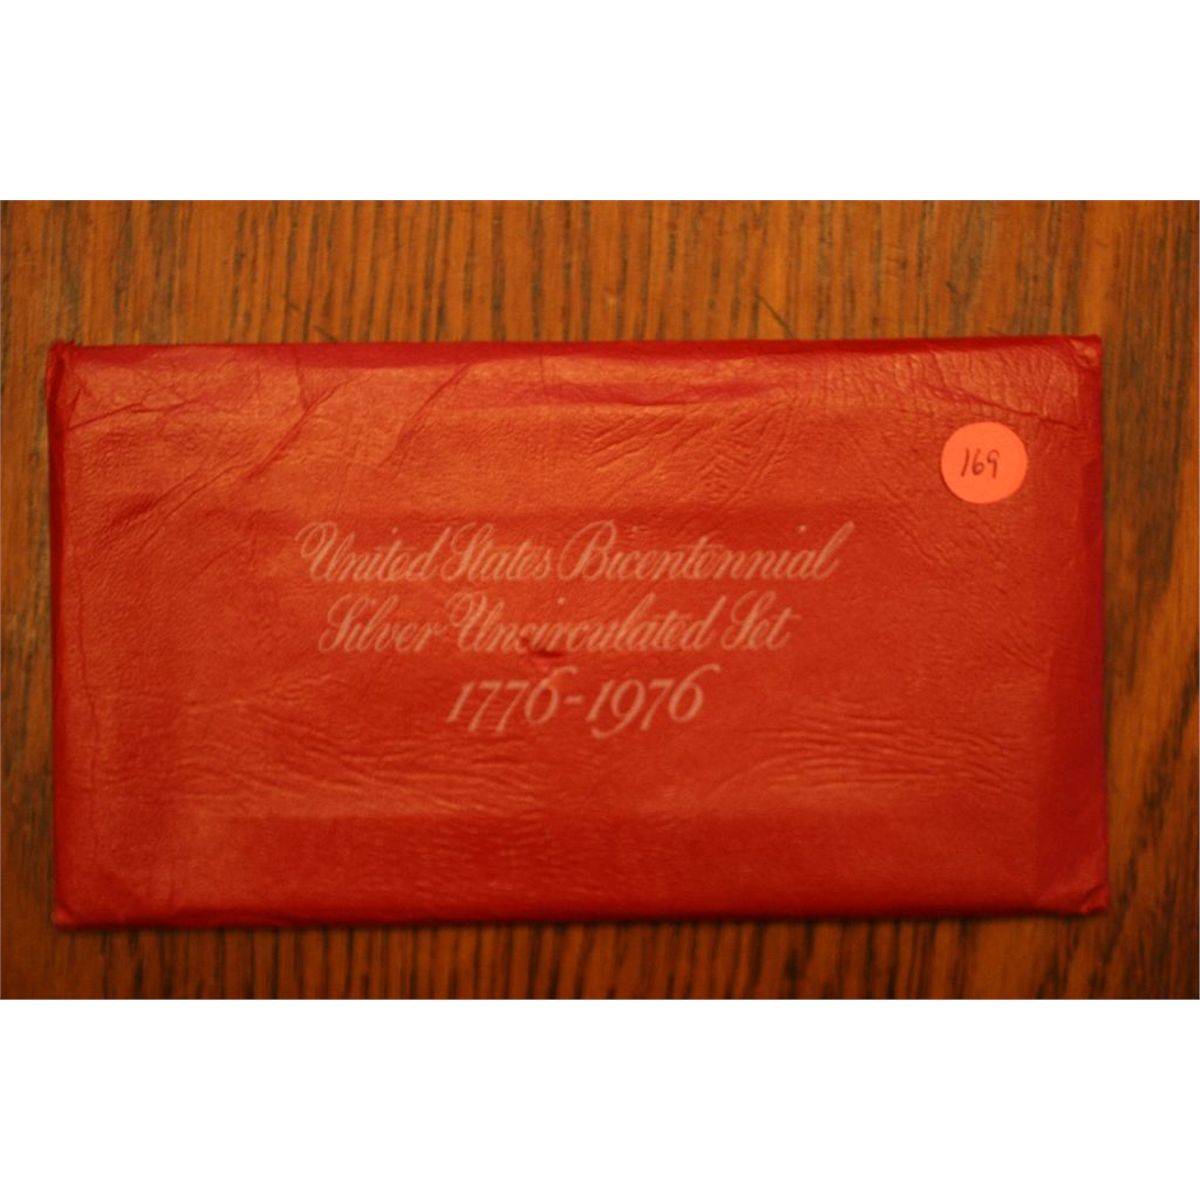 169
United States Bicentennial
Silver Uncirculated Set
1776-1976